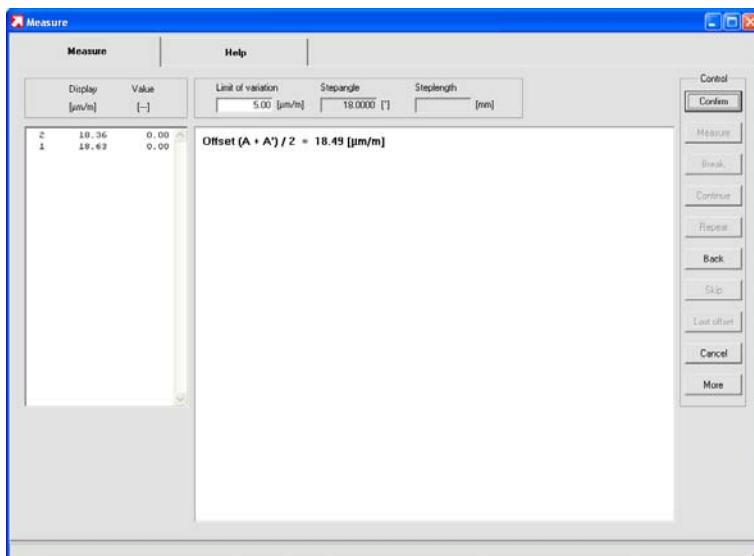 Measure
Measure Help
Display Value
[µm/m] [--]
Limit of variation Stepangle Steplength
5.00 [µm/m] 18.0000 [°] [mm]
2 18.36 0.00
1 18.63 0.00
Offset (A + A') / 2 = 18.49 [µm/m]
Control
Confirm
Measure
Break
Continue
Repeat
Back
Skip
Last offset
Cancel
More